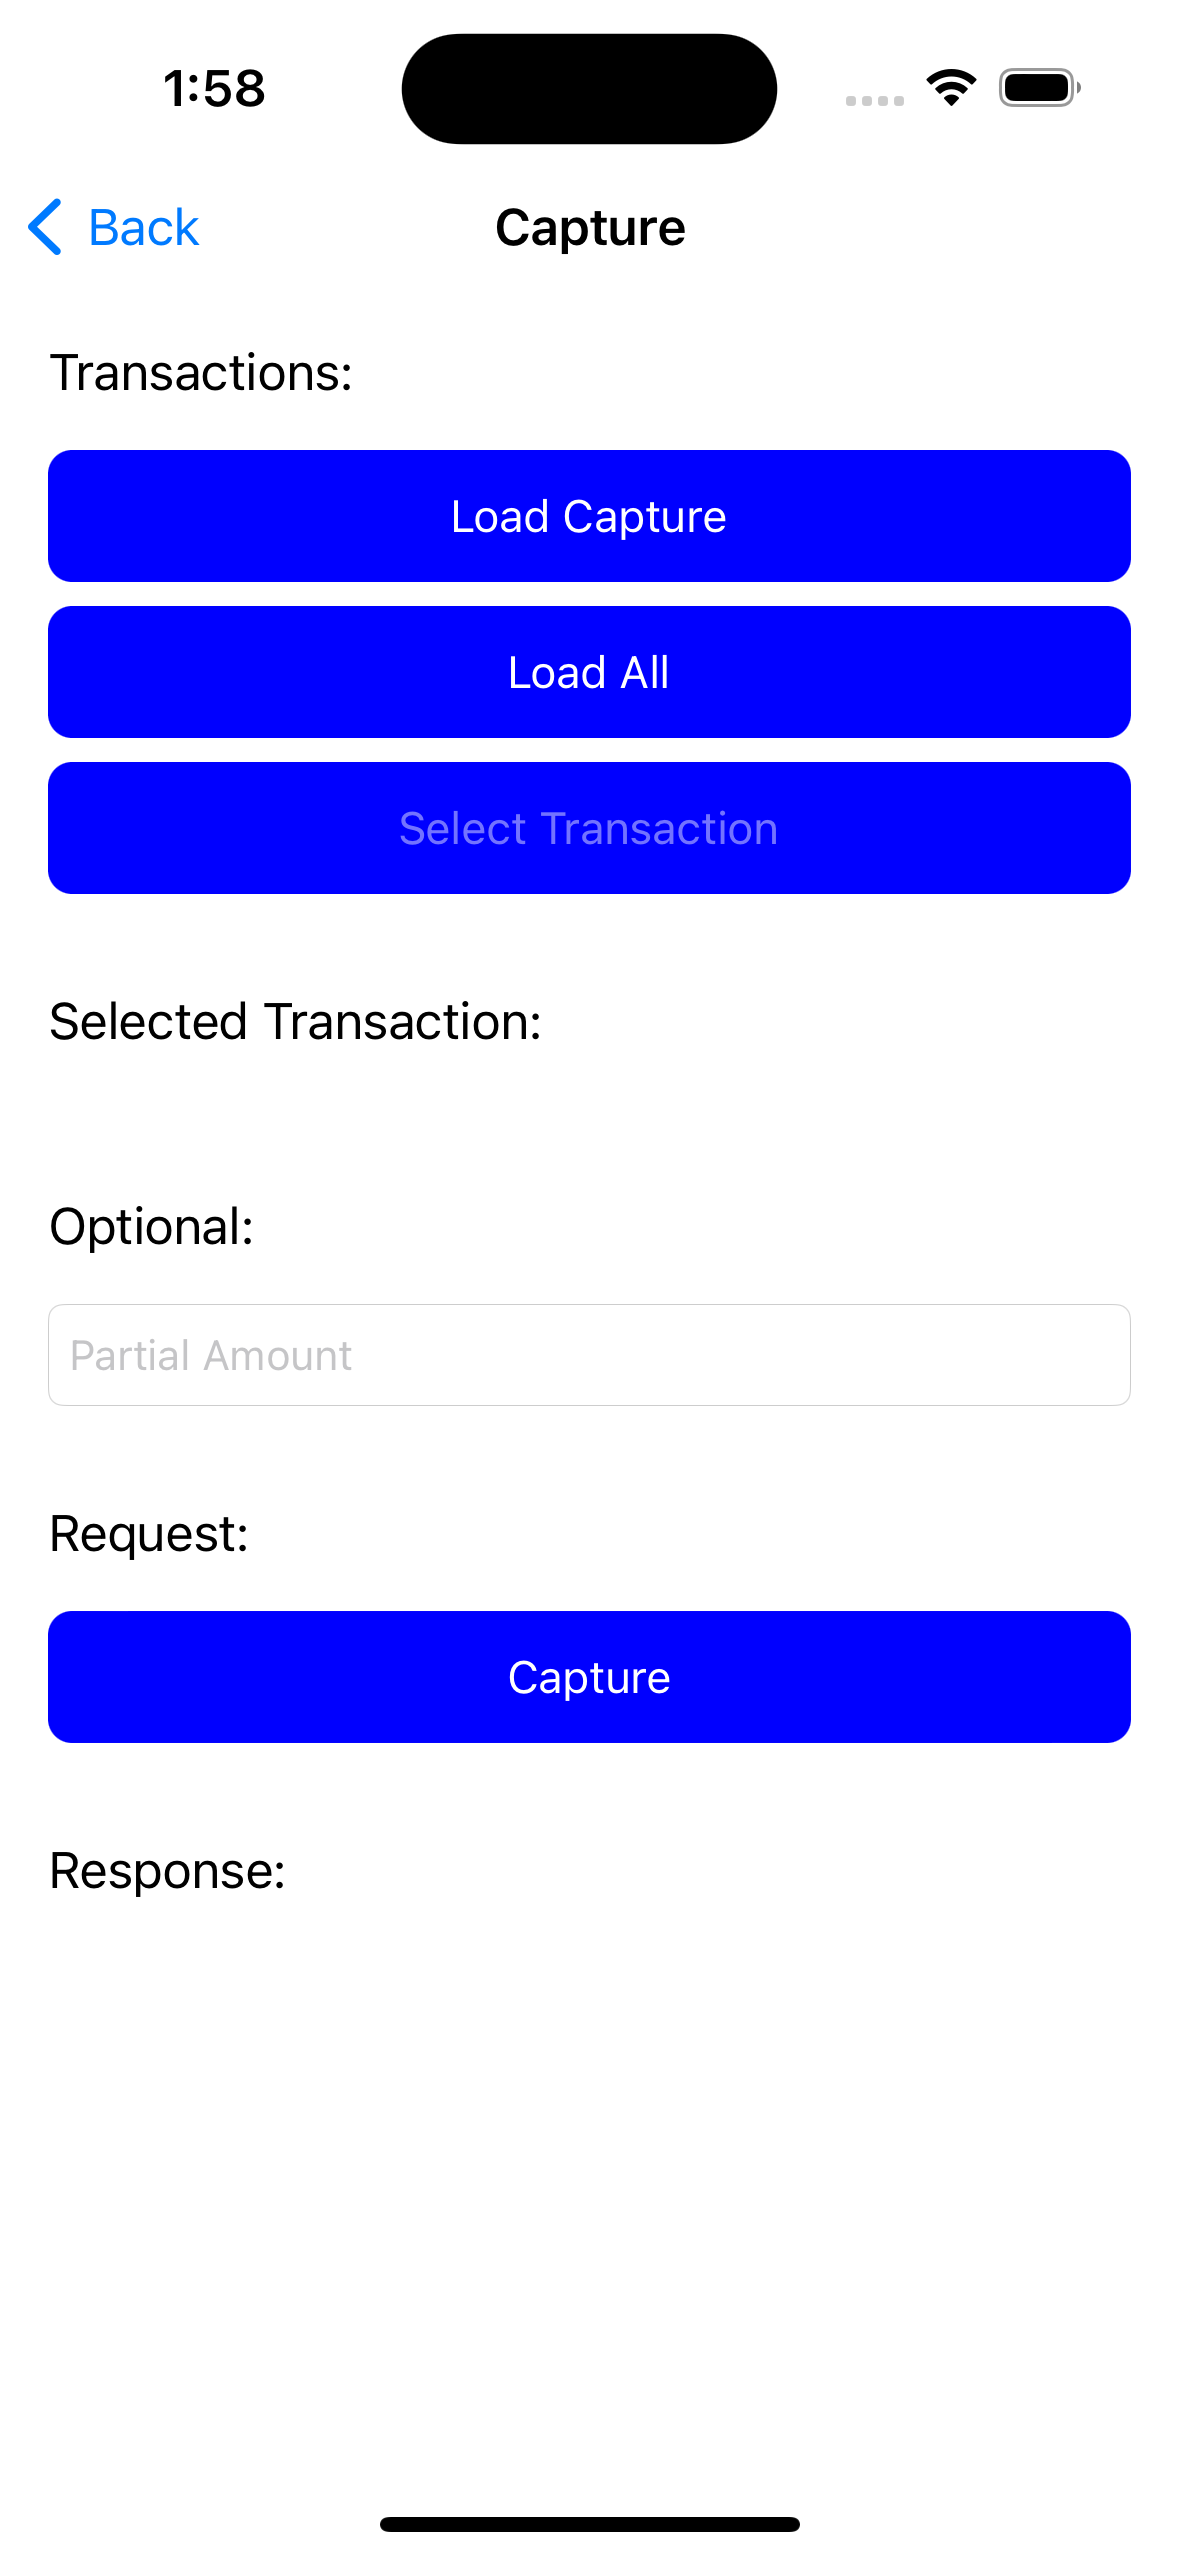 1:58
Back
Capture
Transactions:
Load Capture
Load All
Select Transaction
Selected Transaction:
Optional:
Partial Amount
Request:
Capture
Response: